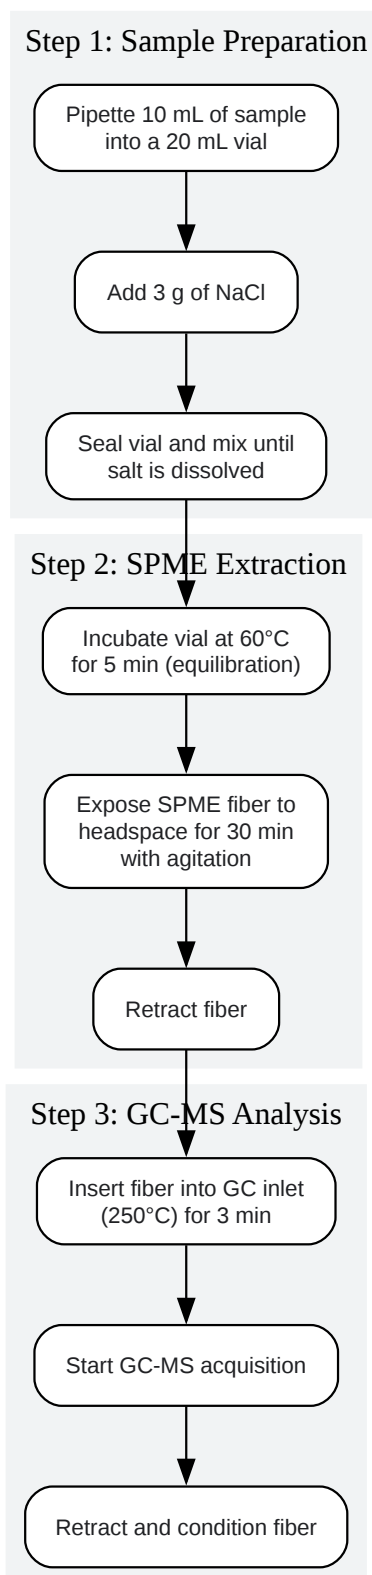 Step 1: Sample Preparation
Pipette 10 mL of sample
into a 20 mL vial
Add 3 g of NaCl
Seal vial and mix until
salt is dissolved
Step 2: SPME Extraction
Incubate vial at 60°C
for 5 min (equilibration)
Expose SPME fiber to
headspace for 30 min
with agitation
Retract fiber
Step 3: GC-MS Analysis
Insert fiber into GC inlet
(250°C) for 3 min
Start GC-MS acquisition
Retract and condition fiber